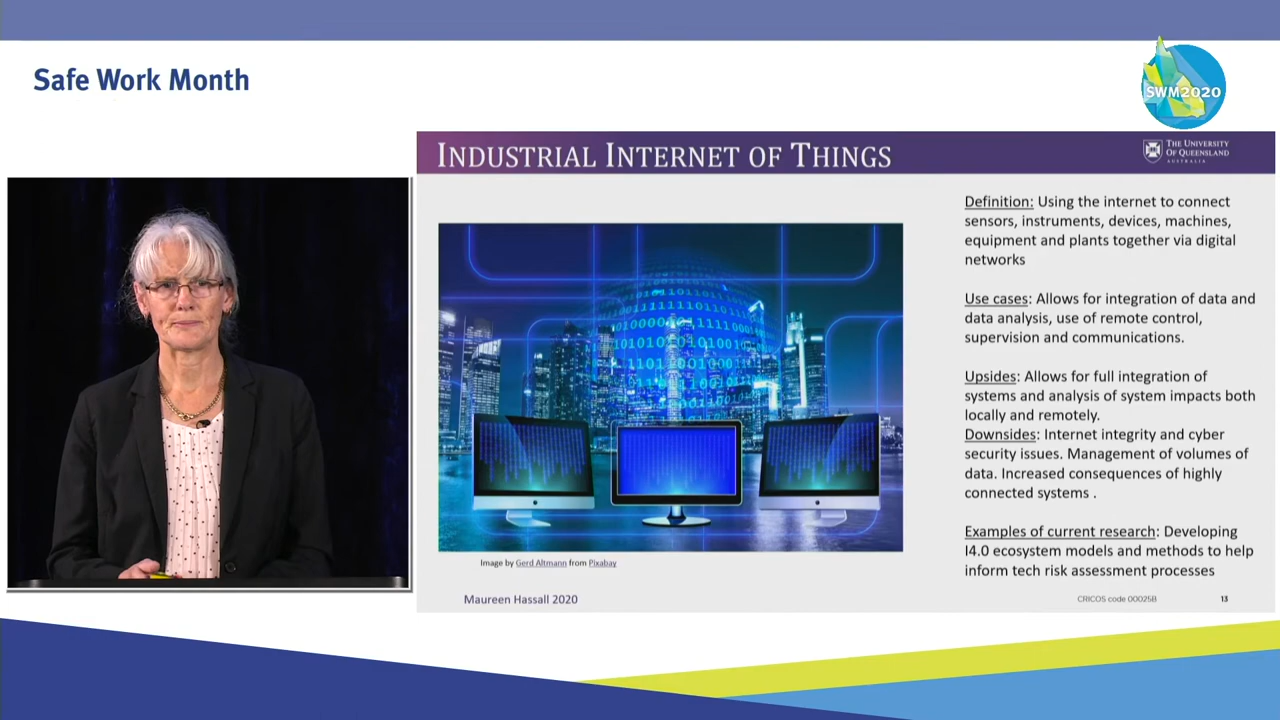 Safe Work Month
SWM2020
INDUSTRIAL INTERNET OF THINGS
THE UNIVERSITY
OF QUEENSLAND
AUSTRALIA
Definition: Using the internet to connect
sensors, instruments, devices, machines,
equipment and plants together via digital
networks
Use cases: Allows for integration of data and
data analysis, use of remote control,
supervision and communications.
Upsides: Allows for full integration of
systems and analysis of system impacts both
locally and remotely.
Downsides: Internet integrity and cyber
security issues. Management of volumes of
data. Increased consequences of highly
connected systems .
Examples of current research: Developing
I4.0 ecosystem models and methods to help
inform tech risk assessment processes
Image by Gerd Altmann from Pixabay
Maureen Hassall 2020
CRICOS code 00025B
13